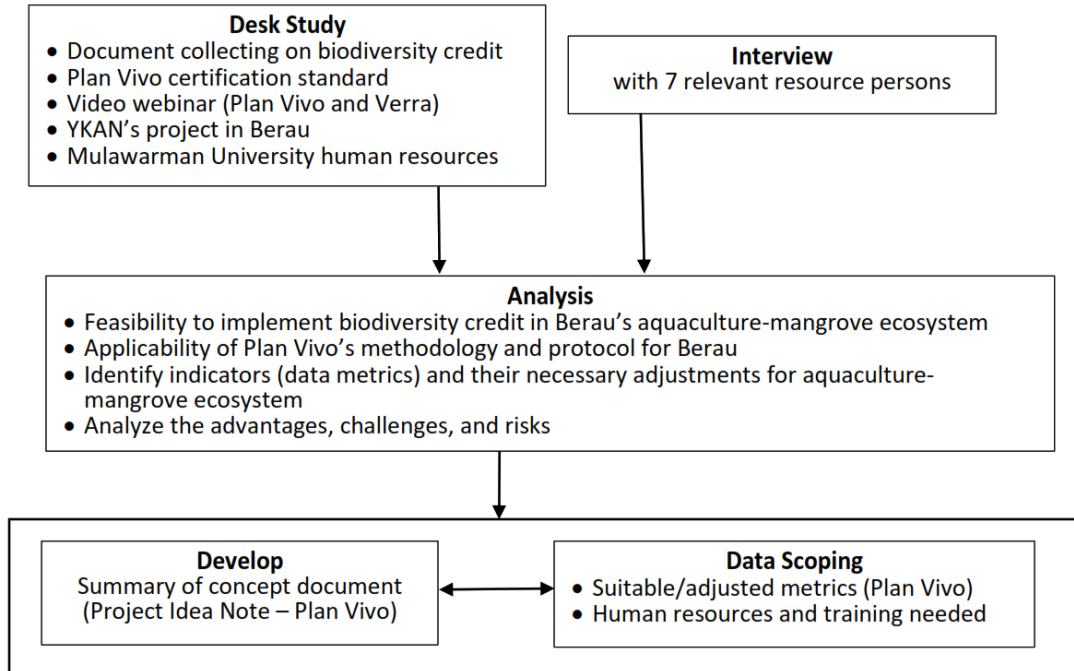 Desk Study
• Document collecting on biodiversity credit
• Plan Vivo certification standard
• Video webinar (Plan Vivo and Verra)
• YKAN’s project in Berau
• Mulawarman University human resources
Interview
with 7 relevant resource persons
Analysis
• Feasibility to implement biodiversity credit in Berau’s aquaculture-mangrove ecosystem
• Applicability of Plan Vivo’s methodology and protocol for Berau
• Identify indicators (data metrics) and their necessary adjustments for aquaculture-
mangrove ecosystem
• Analyze the advantages, challenges, and risks
Develop
Summary of concept document
(Project Idea Note – Plan Vivo)
Data Scoping
• Suitable/adjusted metrics (Plan Vivo)
• Human resources and training needed